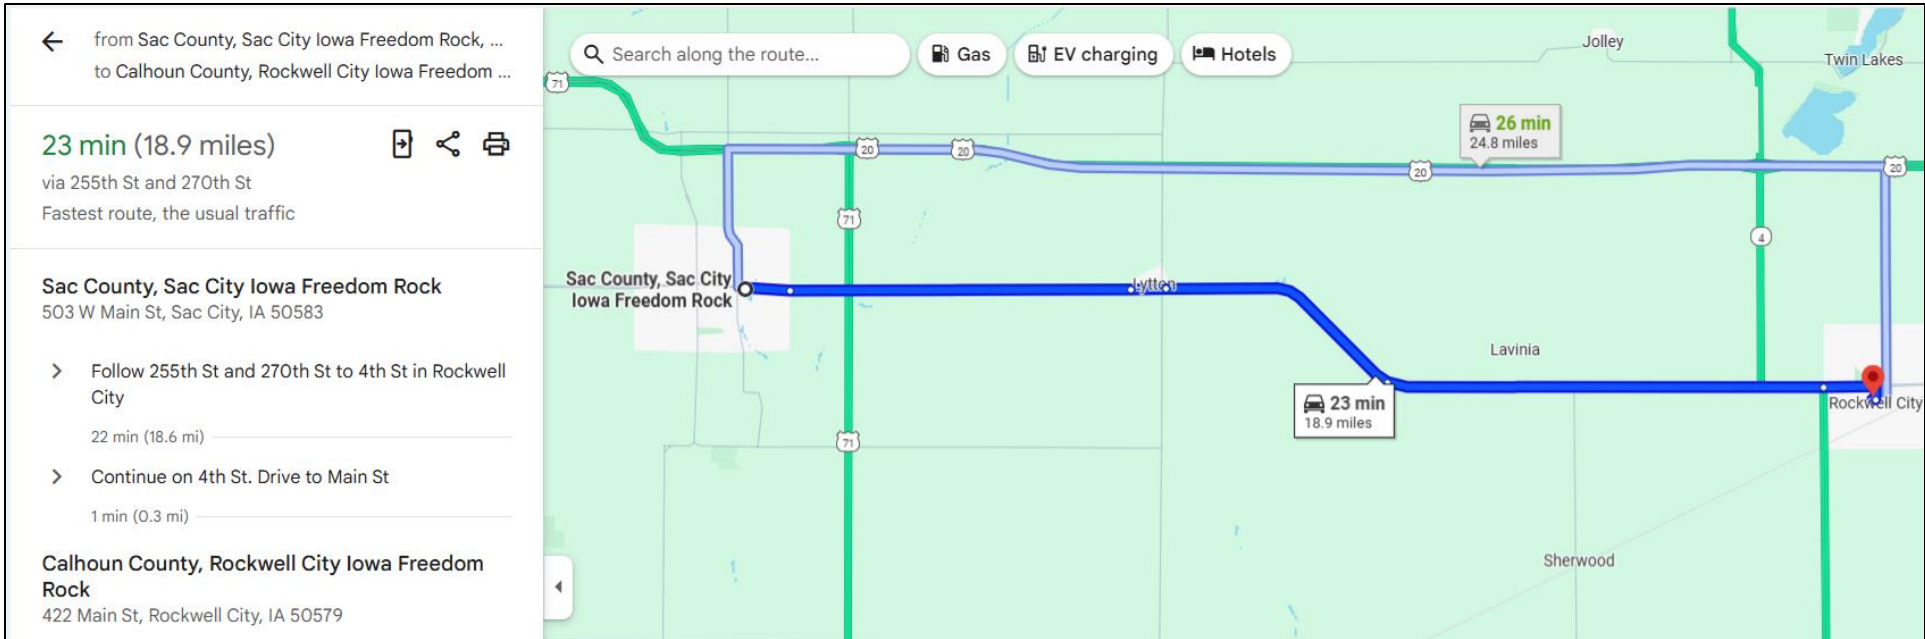 from Sac County, Sac City Iowa Freedom Rock, ...
to Calhoun County, Rockwell City Iowa Freedom ...
23 min (18.9 miles)
via 255th St and 270th St
Fastest route, the usual traffic
Sac County, Sac City Iowa Freedom Rock
503 W Main St, Sac City, IA 50583
Follow 255th St and 270th St to 4th St in Rockwell
City
22 min (18.6 mi)
Continue on 4th St. Drive to Main St
1 min (0.3 mi)
Calhoun County, Rockwell City Iowa Freedom
Rock
422 Main St, Rockwell City, IA 50579
Search along the route...
Gas
EV charging
Hotels
Jolley
Twin Lakes
71
26 min
24.8 miles
20
20
20
20
71
4
Sac County, Sac City
Iowa Freedom Rock
Lytton
Lavinia
23 min
18.9 miles
Rockwell City
71
Sherwood